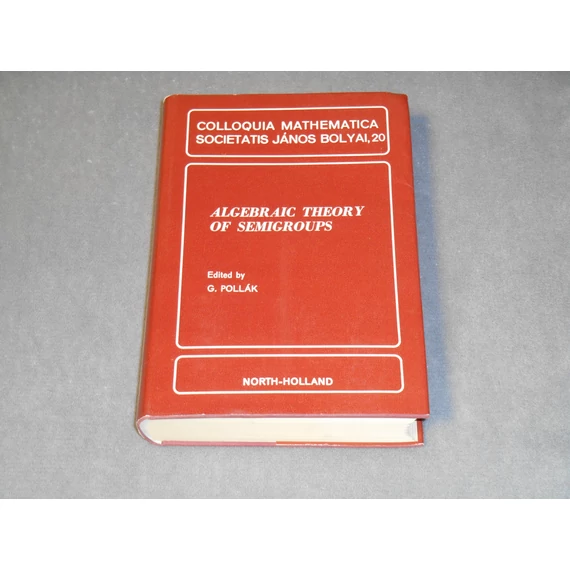 COLLOQUIA MATHEMATICA
SOCIETATIS JÁNOS BOLYAI, 20
ALGEBRAIC THEORY
OF SEMIGROUPS
Edited by
G. POLLÁK
NORTH-HOLLAND